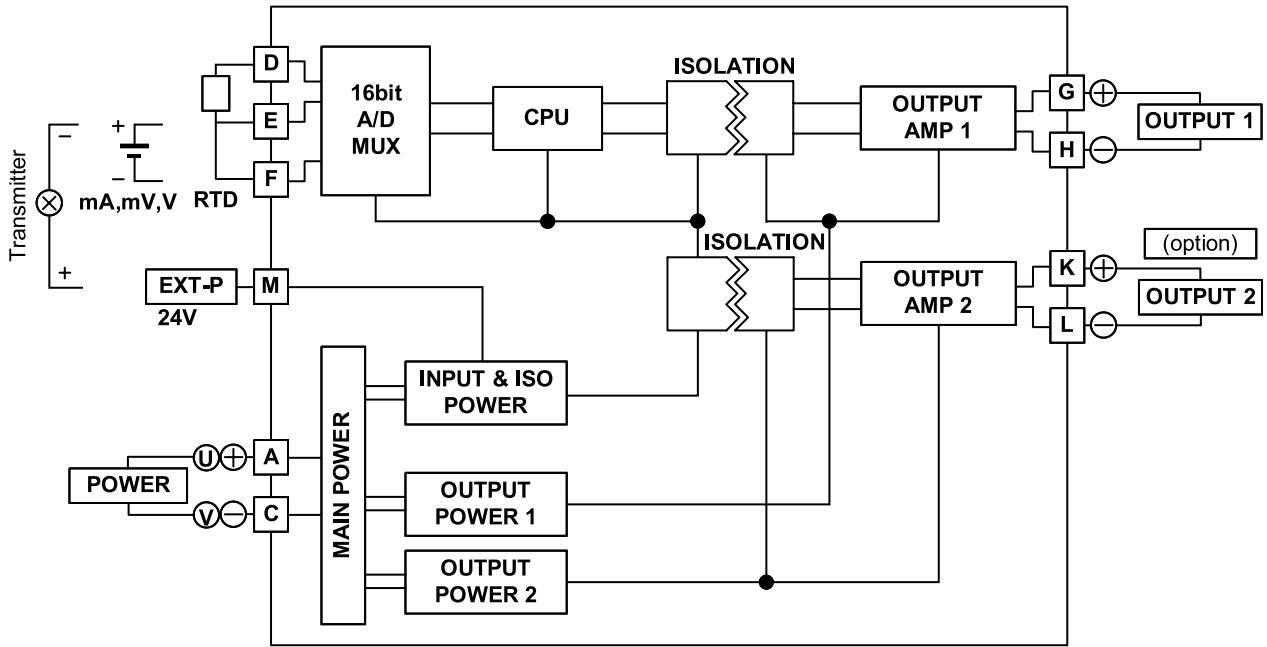 ISOLATION
D
16bit
A/D
MUX
CPU
OUTPUT
AMP 1
G
+
OUTPUT 1
E
H
−
F
Transmitter
−
+
+
−
mA,mV,V
RTD
ISOLATION
OUTPUT
AMP 2
K
+
(option)
OUTPUT 2
L
−
EXT-P
M
24V
INPUT & ISO
POWER
MAIN POWER
POWER
U
+
A
V
−
C
OUTPUT
POWER 1
OUTPUT
POWER 2